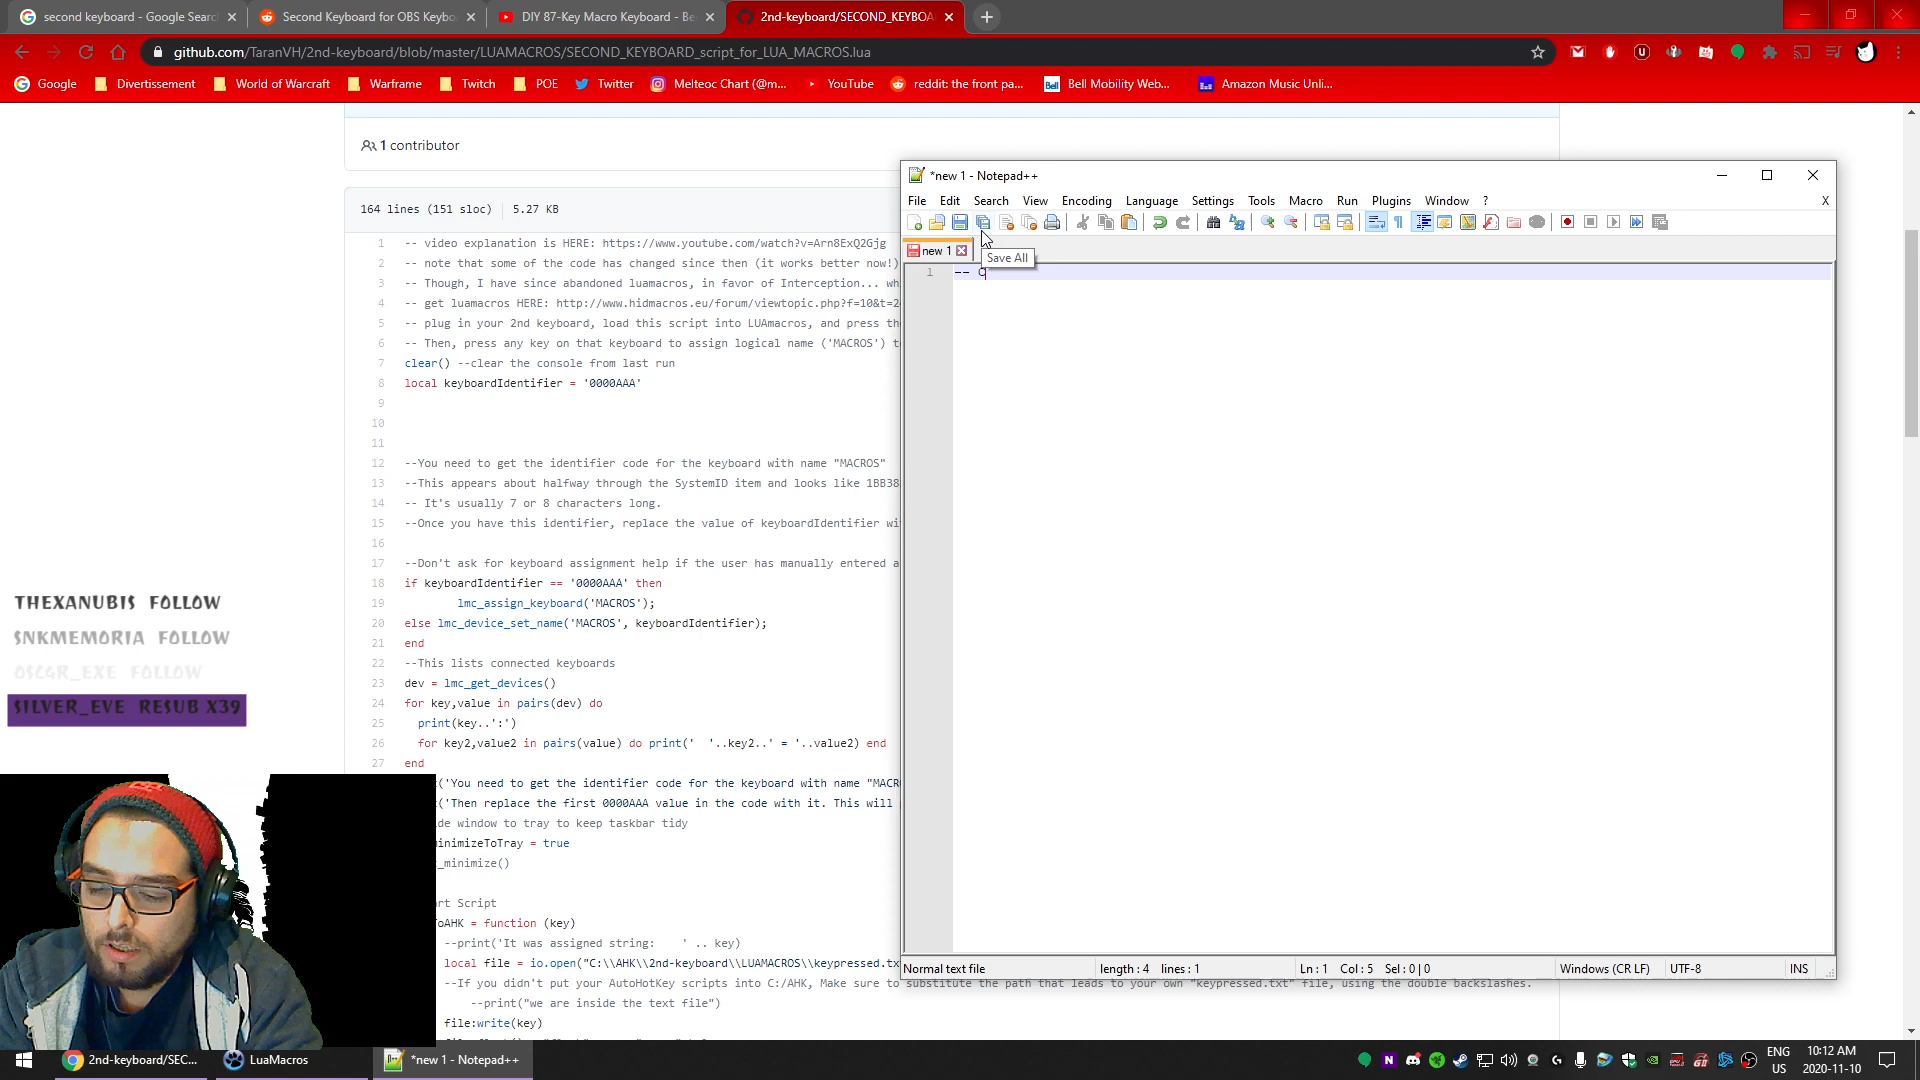 second keyboard - Google Searc
Second Keyboard for OBS Keybo
DIY 87-Key Macro Keyboard - Be
2nd-keyboard/SECOND_KEYBOA
github.com/TaranVH/2nd-keyboard/blob/master/LUAMACROS/SECOND_KEYBOARD_script_for_LUA_MACROS.lua
Google
Divertissement
World of Warcraft
Warframe
Twitch
POE
Twitter
Melteoc Chart (@m...
YouTube
reddit: the front pa...
Bell Mobility Web...
Amazon Music Unli...
1 contributor
164 lines (151 sloc)
5.27 KB
1 -- video explanation is HERE: https://www.youtube.com/watch?v=Arn8ExQ2Gjg
2 -- note that some of the code has changed since then (it works better now!)
3 -- Though, I have since abandoned luamacros, in favor of Interception... wh
4 -- get luamacros HERE: http://www.hidmacros.eu/forum/viewtopic.php?f=10&t=2
5 -- plug in your 2nd keyboard, load this script into LUAmacros, and press th
6 -- Then, press any key on that keyboard to assign logical name ('MACROS') t
7 clear() --clear the console from last run
8 local keyboardIdentifier = '0000AAA'
9
10
11
12 --You need to get the identifier code for the keyboard with name "MACROS"
13 --This appears about halfway through the SystemID item and looks like 1BB38
14 -- It's usually 7 or 8 characters long.
15 --Once you have this identifier, replace the value of keyboardIdentifier wi
16
17 --Don't ask for keyboard assignment help if the user has manually entered a
18 if keyboardIdentifier == '0000AAA' then
19 lmc_assign_keyboard('MACROS');
20 else lmc_device_set_name('MACROS', keyboardIdentifier);
21 end
22 --This lists connected keyboards
23 dev = lmc_get_devices()
24 for key,value in pairs(dev) do
25 print(key..':')
26 for key2,value2 in pairs(value) do print(' '..key2..' = '..value2) end
27 end
('You need to get the identifier code for the keyboard with name "MACR
('Then replace the first 0000AAA value in the code with it. This will
de window to tray to keep taskbar tidy
inimizeToTray = true
_minimize()
rt Script
oAHK = function (key)
--print('It was assigned string: ' .. key)
local file = io.open("C:\\AHK\\2nd-keyboard\\LUAMACROS\\keypressed.tx
--If you didn't put your AutoHotKey scripts into C:/AHK, Make sure to substitute the path that leads to your own "keypressed.txt" file, using the double backslashes.
--print("we are inside the text file")
file:write(key)
*new 1 - Notepad++
File Edit Search View Encoding Language Settings Tools Macro Run Plugins Window ?
X
new 1
Save All
1 -- C
Normal text file
length : 4 lines : 1
Ln : 1 Col : 5 Sel : 0 | 0
Windows (CR LF)
UTF-8
INS
THEXANUBIS FOLLOW
SNKMEMORIA FOLLOW
OSCGR_EXE FOLLOW
SILVER_EVE RESUB X39
2nd-keyboard/SEC...
LuaMacros
*new 1 - Notepad++
ENG
US
10:12 AM
2020-11-10